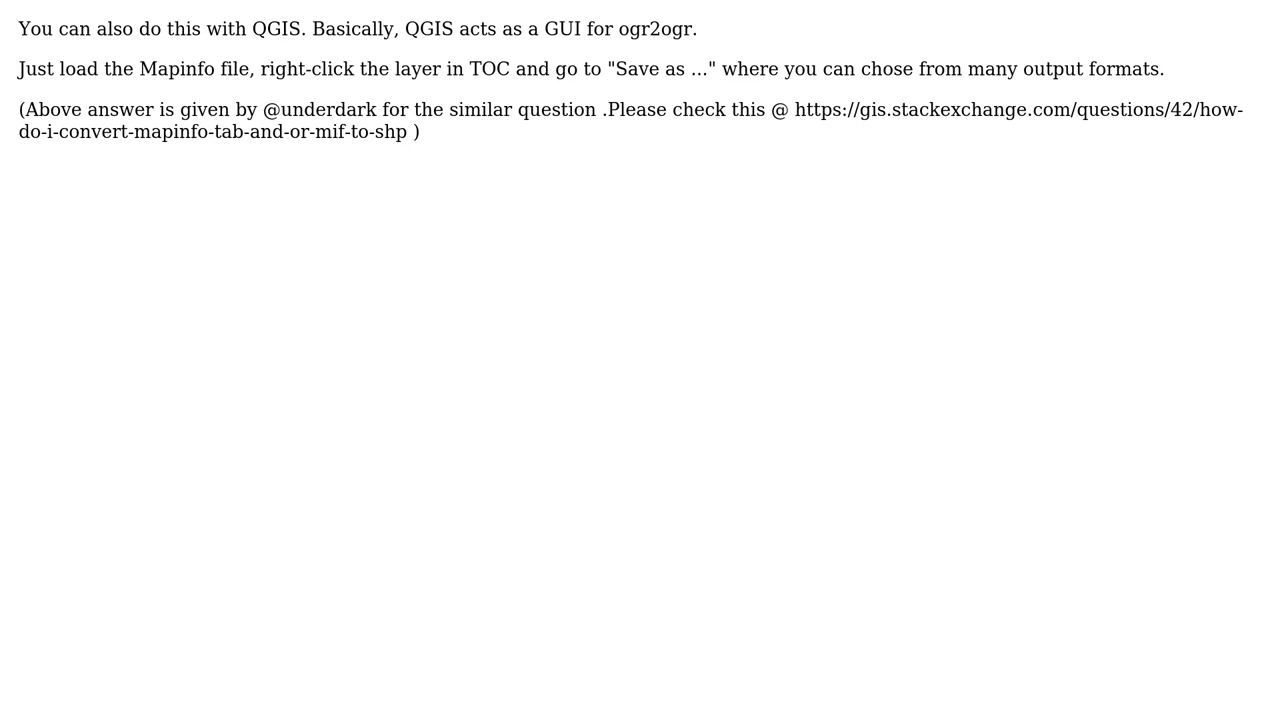 You can also do this with QGIS. Basically, QGIS acts as a GUI for ogr2ogr.
Just load the Mapinfo file, right-click the layer in TOC and go to "Save as ..." where you can chose from many output formats.
(Above answer is given by @underdark for the similar question .Please check this @ https://gis.stackexchange.com/questions/42/how-
do-i-convert-mapinfo-tab-and-or-mif-to-shp )